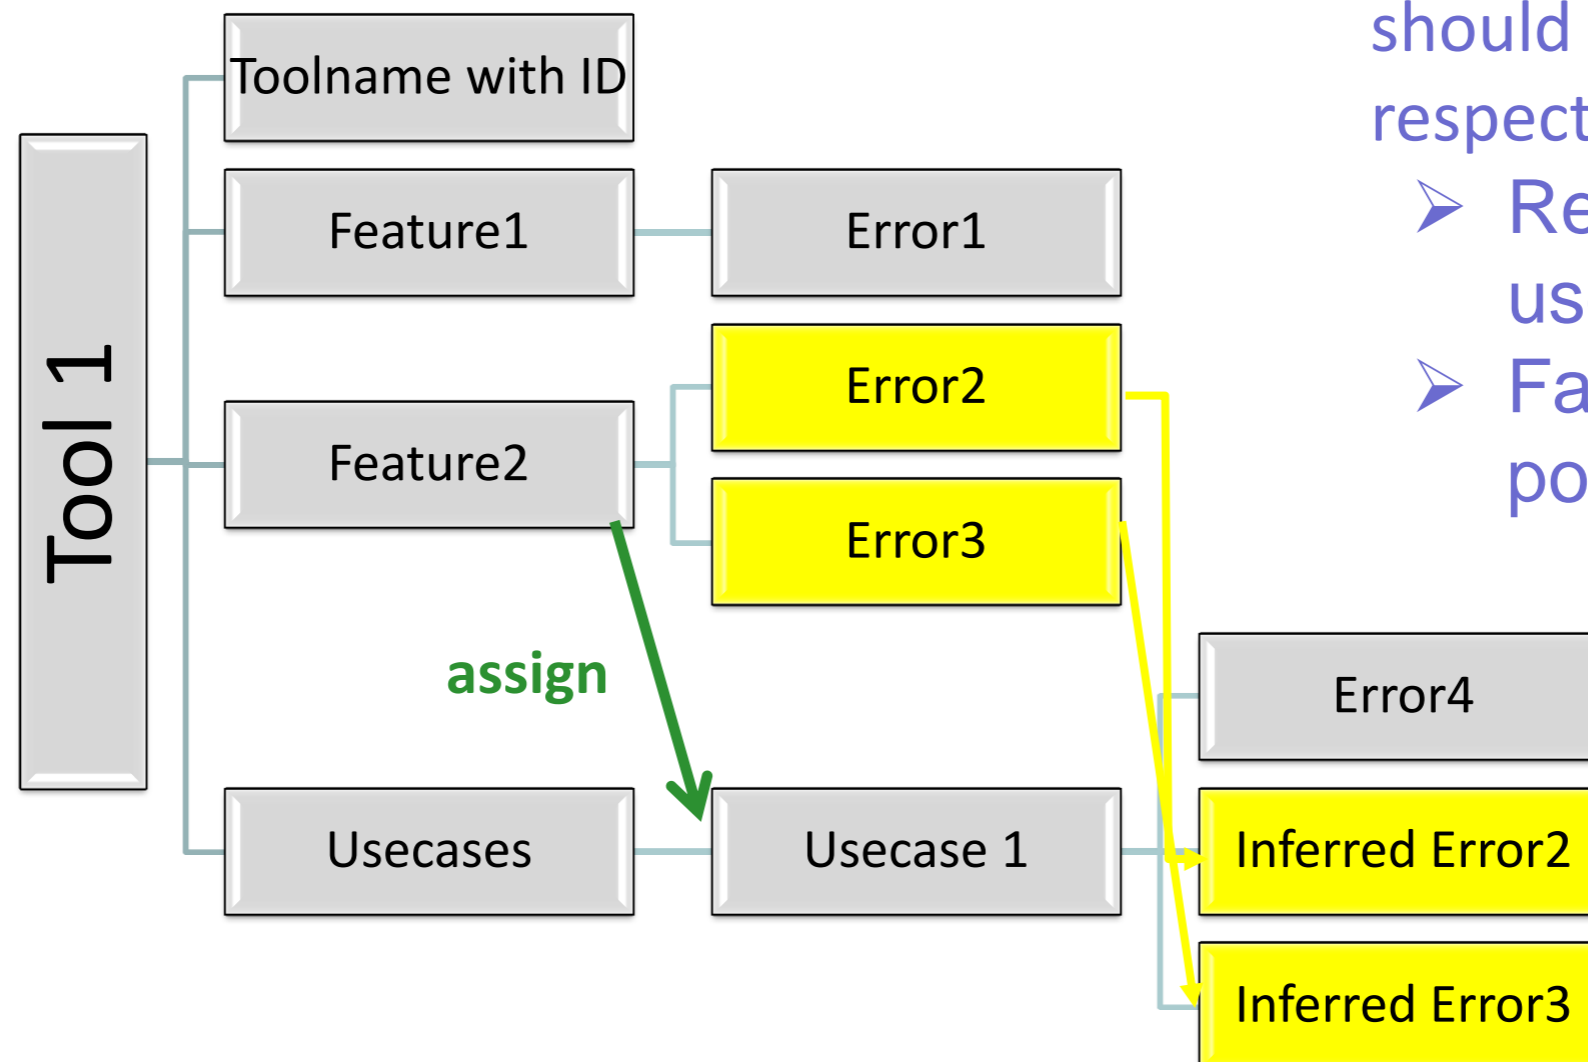 Tool 1
Toolname with ID
Feature1
Error1
Feature2
Error2
Error3
assign
Usecases
Usecase 1
Error4
Inferred Error2
Inferred Error3
should
respect
➢ Re
us
➢ Fa
po